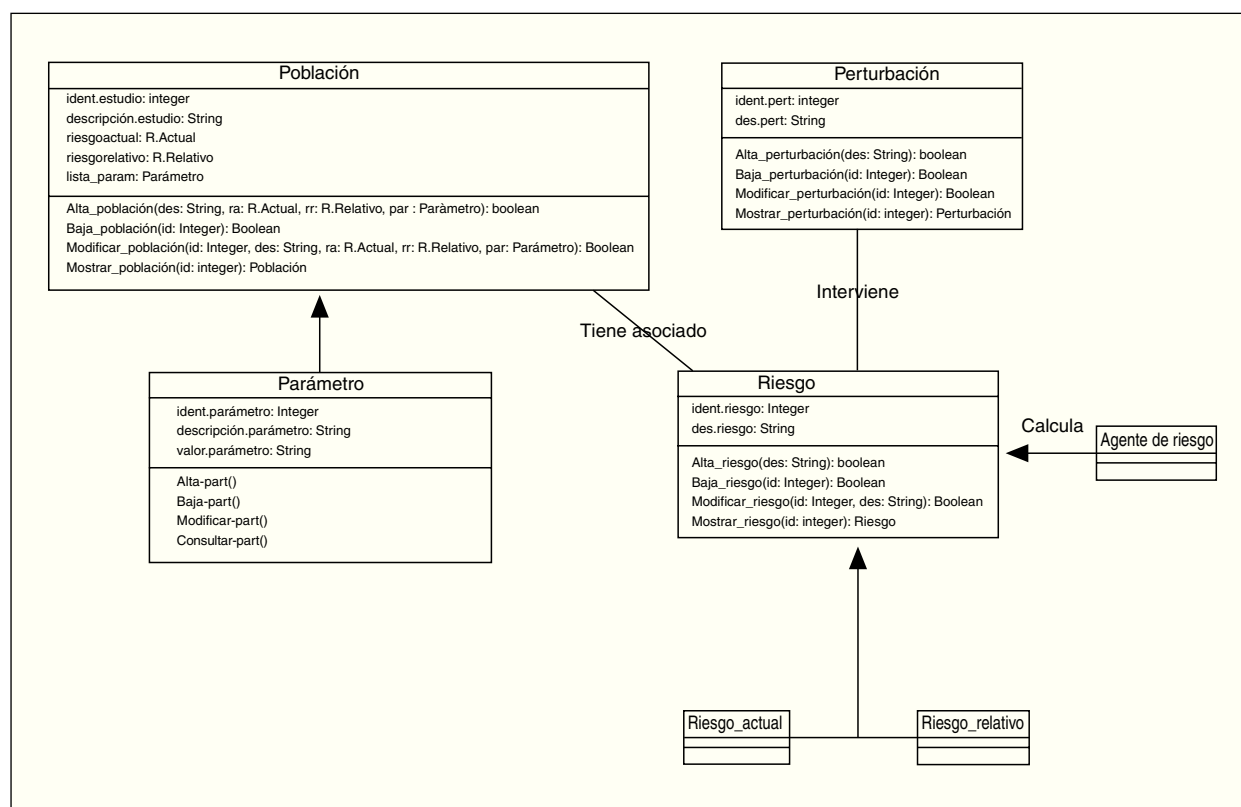 Población
ident.estudio: integer
descripción.estudio: String
riesgoactual: R.Actual
riesgorelativo: R.Relativo
lista_param: Parámetro
Alta_población(des: String, ra: R.Actual, rr: R.Relativo, par : Paràmetro): boolean
Baja_población(id: Integer): Boolean
Modificar_población(id: Integer, des: String, ra: R.Actual, rr: R.Relativo, par: Parámetro): Boolean
Mostrar_población(id: integer): Población
Perturbación
ident.pert: integer
des.pert: String
Alta_perturbación(des: String): boolean
Baja_perturbación(id: Integer): Boolean
Modificar_perturbación(id: Integer): Boolean
Mostrar_perturbación(id: integer): Perturbación
Interviene
Tiene asociado
Parámetro
ident.parámetro: Integer
descripción.parámetro: String
valor.parámetro: String
Alta-part()
Baja-part()
Modificar-part()
Consultar-part()
Riesgo
ident.riesgo: Integer
des.riesgo: String
Alta_riesgo(des: String): boolean
Baja_riesgo(id: Integer): Boolean
Modificar_riesgo(id: Integer, des: String): Boolean
Mostrar_riesgo(id: integer): Riesgo
Calcula
Agente de riesgo
Riesgo_actual
Riesgo_relativo